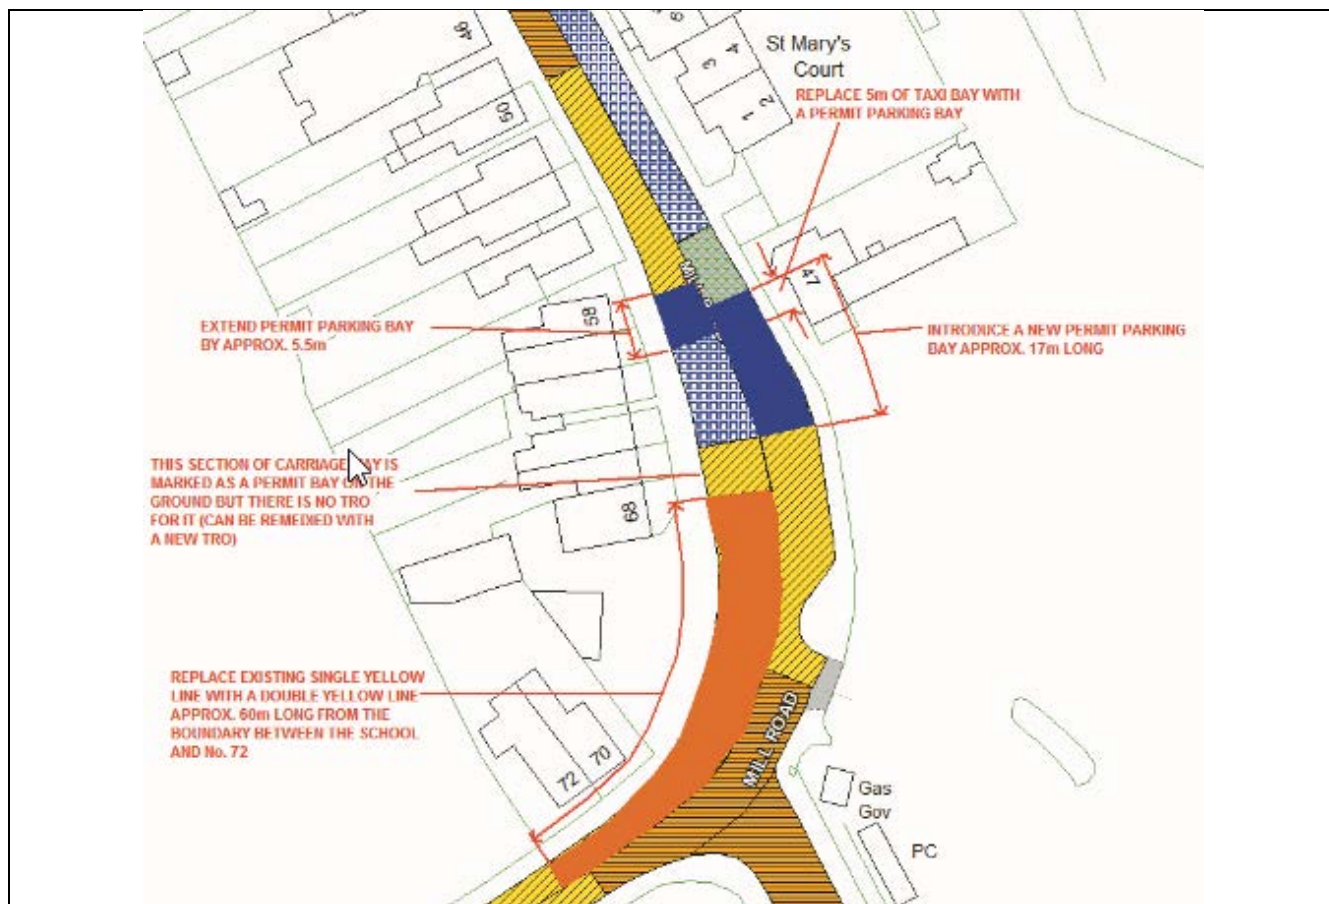 46
6
4
3
St Mary's
Court
2
1
REPLACE 5m OF TAXI BAY WITH
A PERMIT PARKING BAY
50
47
58
EXTEND PERMIT PARKING BAY
BY APPROX. 5.5m
INTRODUCE A NEW PERMIT PARKING
BAY APPROX. 17m LONG
THIS SECTION OF CARRIAGE AY IS
MARKED AS A PERMIT BAY O THE
GROUND BUT THERE IS NO TRO
FOR IT (CAN BE REMEIXED WITH
A NEW TRO)
68
REPLACE EXISTING SINGLE YELLOW
LINE WITH A DOUBLE YELLOW LINE
APPROX. 60m LONG FROM THE
BOUNDARY BETWEEN THE SCHOOL
AND No. 72
72
70
MILL ROAD
Gas
Gov
PC